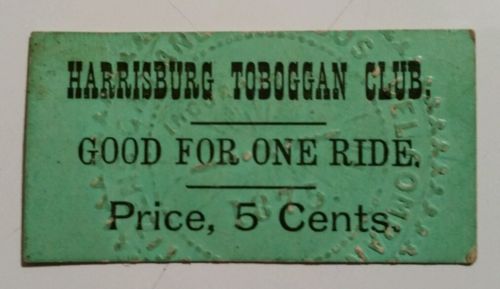 HARRISBURG TOBOGGAN CLUB.
GOOD FOR ONE RIDE.
Price, 5 Cents.